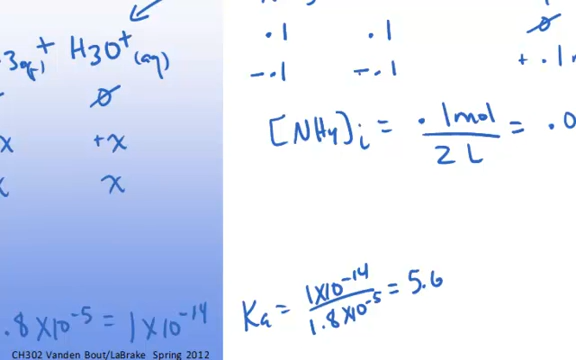 .1 .1 ∅
-.1 -.1 + .1
H3O+(aq)
3(g)+
∅
x +x
x x
[NH4]i = .1mol / 2 L = .0
Ka = 1x10^-14 / 1.8x10^-5 = 5.6
.8x10^-5 = 1x10^-14
CH302 Vanden Bout/LaBrake Spring 2012